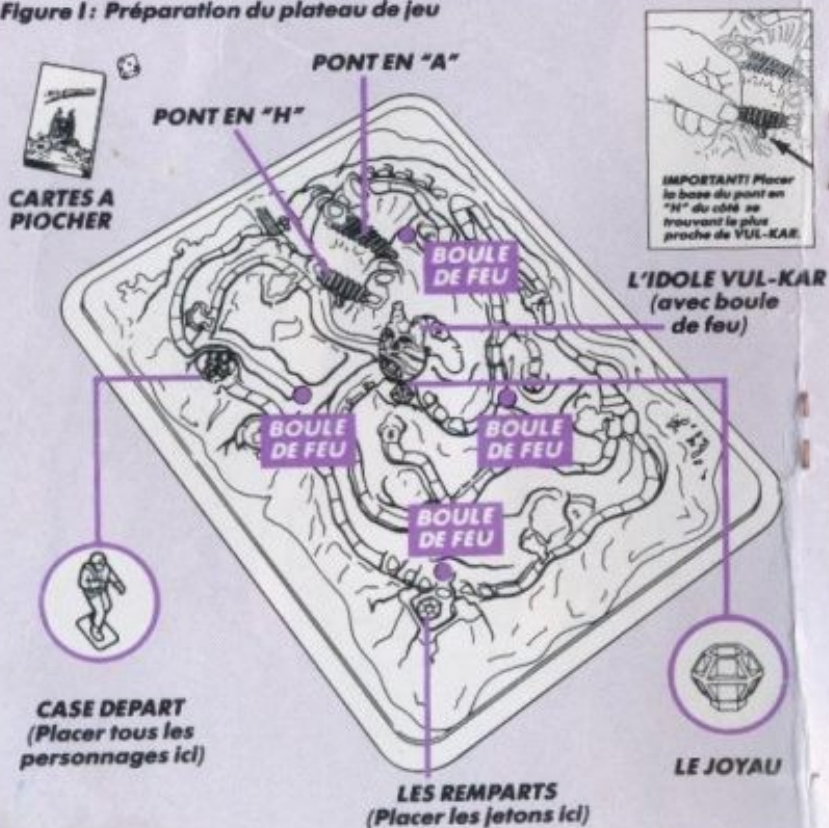 Figure I : Préparation du plateau de jeu
PONT EN "A"
PONT EN "H"
CARTES A
PIOCHER
IMPORTANT! Placer
la base du pont en
"H" du côté se
trouvant le plus
proche de VUL-KAR.
BOULE
DE FEU
L'IDOLE VUL-KAR
(avec boule
de feu)
BOULE
DE FEU
BOULE
DE FEU
BOULE
DE FEU
CASE DEPART
(Placer tous les
personnages ici)
LE JOYAU
LES REMPARTS
(Placer les jetons ici)